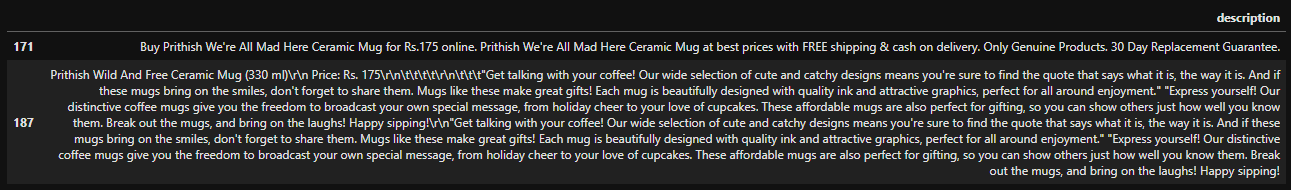 description
171 Buy Prithish We're All Mad Here Ceramic Mug for Rs.175 online. Prithish We're All Mad Here Ceramic Mug at best prices with FREE shipping & cash on delivery. Only Genuine Products. 30 Day Replacement Guarantee.
Prithish Wild And Free Ceramic Mug (330 ml)\r\n Price: Rs. 175\r\n\t\t\t\t\r\n\t\t\t"Get talking with your coffee! Our wide selection of cute and catchy designs means you're sure to find the quote that says what it is, the way it is. And if
these mugs bring on the smiles, don't forget to share them. Mugs like these make great gifts! Each mug is beautifully designed with quality ink and attractive graphics, perfect for all around enjoyment." "Express yourself! Our
distinctive coffee mugs give you the freedom to broadcast your own special message, from holiday cheer to your love of cupcakes. These affordable mugs are also perfect for gifting, so you can show others just how well you know
187 them. Break out the mugs, and bring on the laughs! Happy sipping!\r\n"Get talking with your coffee! Our wide selection of cute and catchy designs means you're sure to find the quote that says what it is, the way it is. And if these
mugs bring on the smiles, don't forget to share them. Mugs like these make great gifts! Each mug is beautifully designed with quality ink and attractive graphics, perfect for all around enjoyment." "Express yourself! Our distinctive
coffee mugs give you the freedom to broadcast your own special message, from holiday cheer to your love of cupcakes. These affordable mugs are also perfect for gifting, so you can show others just how well you know them. Break
out the mugs, and bring on the laughs! Happy sipping!